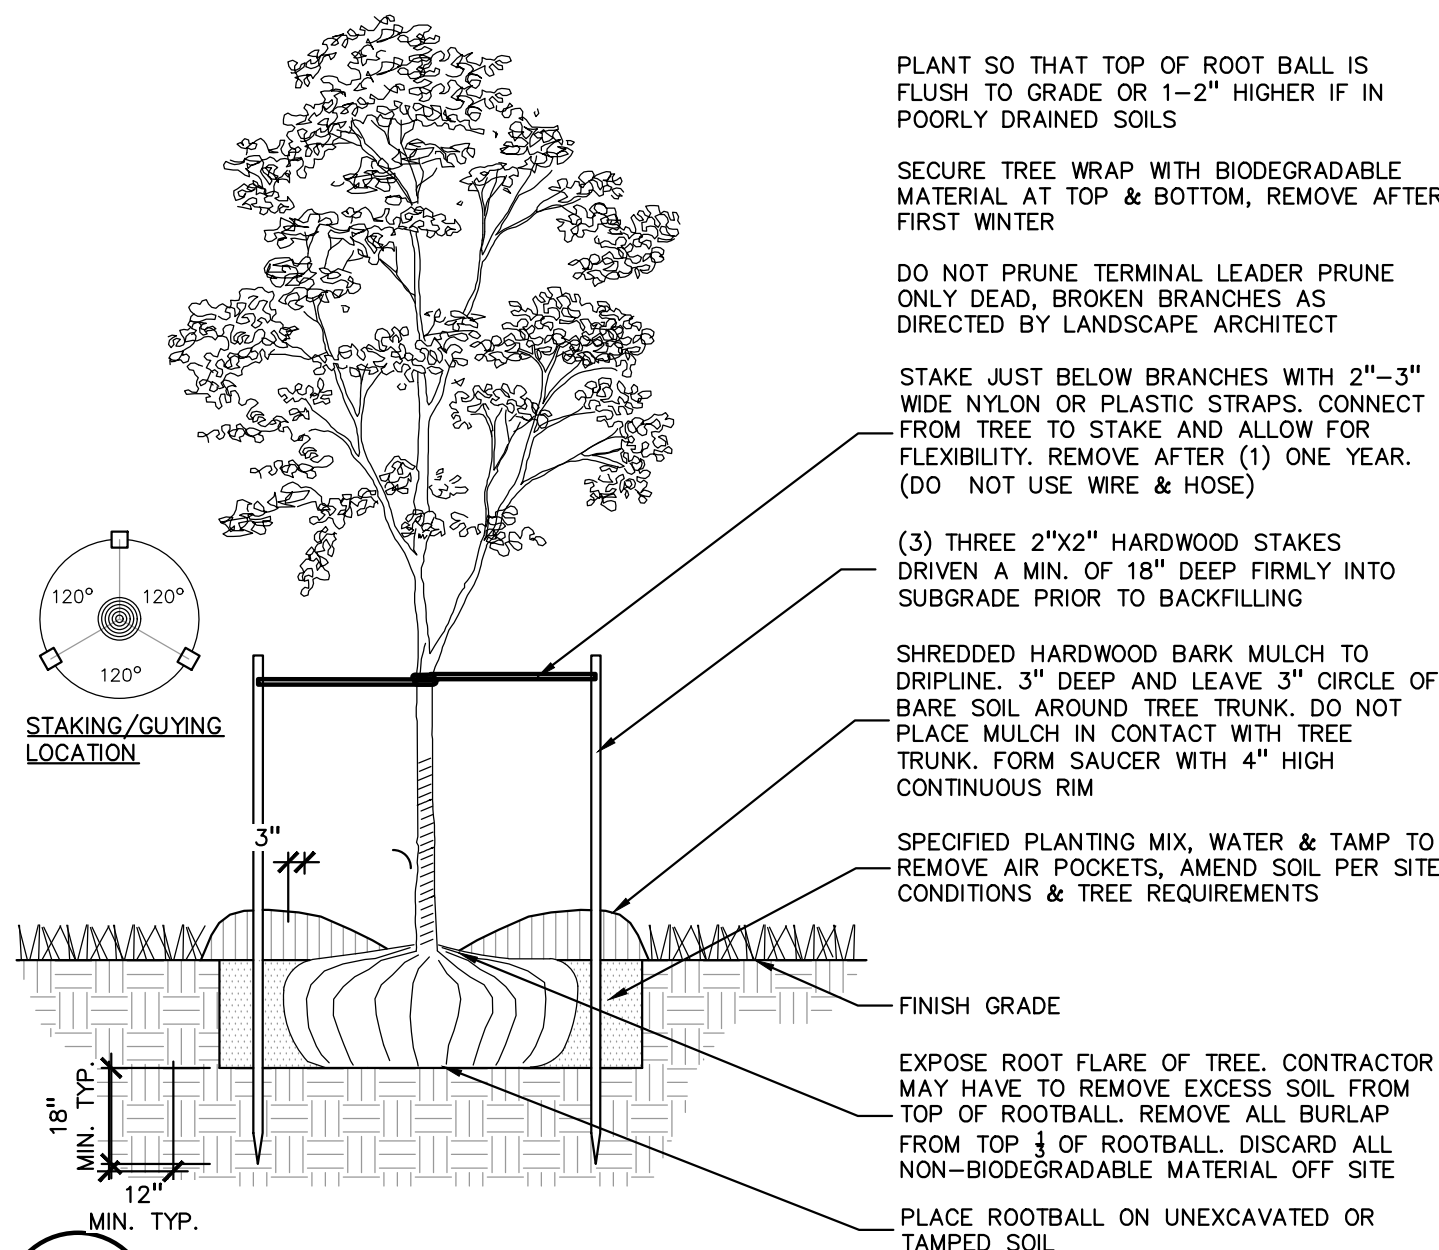 PLANT SO THAT TOP OF ROOT BALL IS
FLUSH TO GRADE OR 1-2" HIGHER IF IN
POORLY DRAINED SOILS
SECURE TREE WRAP WITH BIODEGRADABLE
MATERIAL AT TOP & BOTTOM, REMOVE AFTER
FIRST WINTER
DO NOT PRUNE TERMINAL LEADER PRUNE
ONLY DEAD, BROKEN BRANCHES AS
DIRECTED BY LANDSCAPE ARCHITECT
STAKE JUST BELOW BRANCHES WITH 2"-3"
WIDE NYLON OR PLASTIC STRAPS. CONNECT
FROM TREE TO STAKE AND ALLOW FOR
FLEXIBILITY. REMOVE AFTER (1) ONE YEAR.
(DO NOT USE WIRE & HOSE)
(3) THREE 2"X2" HARDWOOD STAKES
DRIVEN A MIN. OF 18" DEEP FIRMLY INTO
SUBGRADE PRIOR TO BACKFILLING
SHREDDED HARDWOOD BARK MULCH TO
DRIPLINE. 3" DEEP AND LEAVE 3" CIRCLE OF
BARE SOIL AROUND TREE TRUNK. DO NOT
PLACE MULCH IN CONTACT WITH TREE
TRUNK. FORM SAUCER WITH 4" HIGH
CONTINUOUS RIM
SPECIFIED PLANTING MIX, WATER & TAMP TO
REMOVE AIR POCKETS, AMEND SOIL PER SITE
CONDITIONS & TREE REQUIREMENTS
FINISH GRADE
EXPOSE ROOT FLARE OF TREE. CONTRACTOR
MAY HAVE TO REMOVE EXCESS SOIL FROM
TOP OF ROOTBALL. REMOVE ALL BURLAP
FROM TOP 1/3 OF ROOTBALL. DISCARD ALL
NON-BIODEGRADABLE MATERIAL OFF SITE
PLACE ROOTBALL ON UNEXCAVATED OR
TAMPED SOIL
120° 120°
120°
STAKING/GUYING
LOCATION
3"
18"
MIN. TYP.
12"
MIN. TYP.